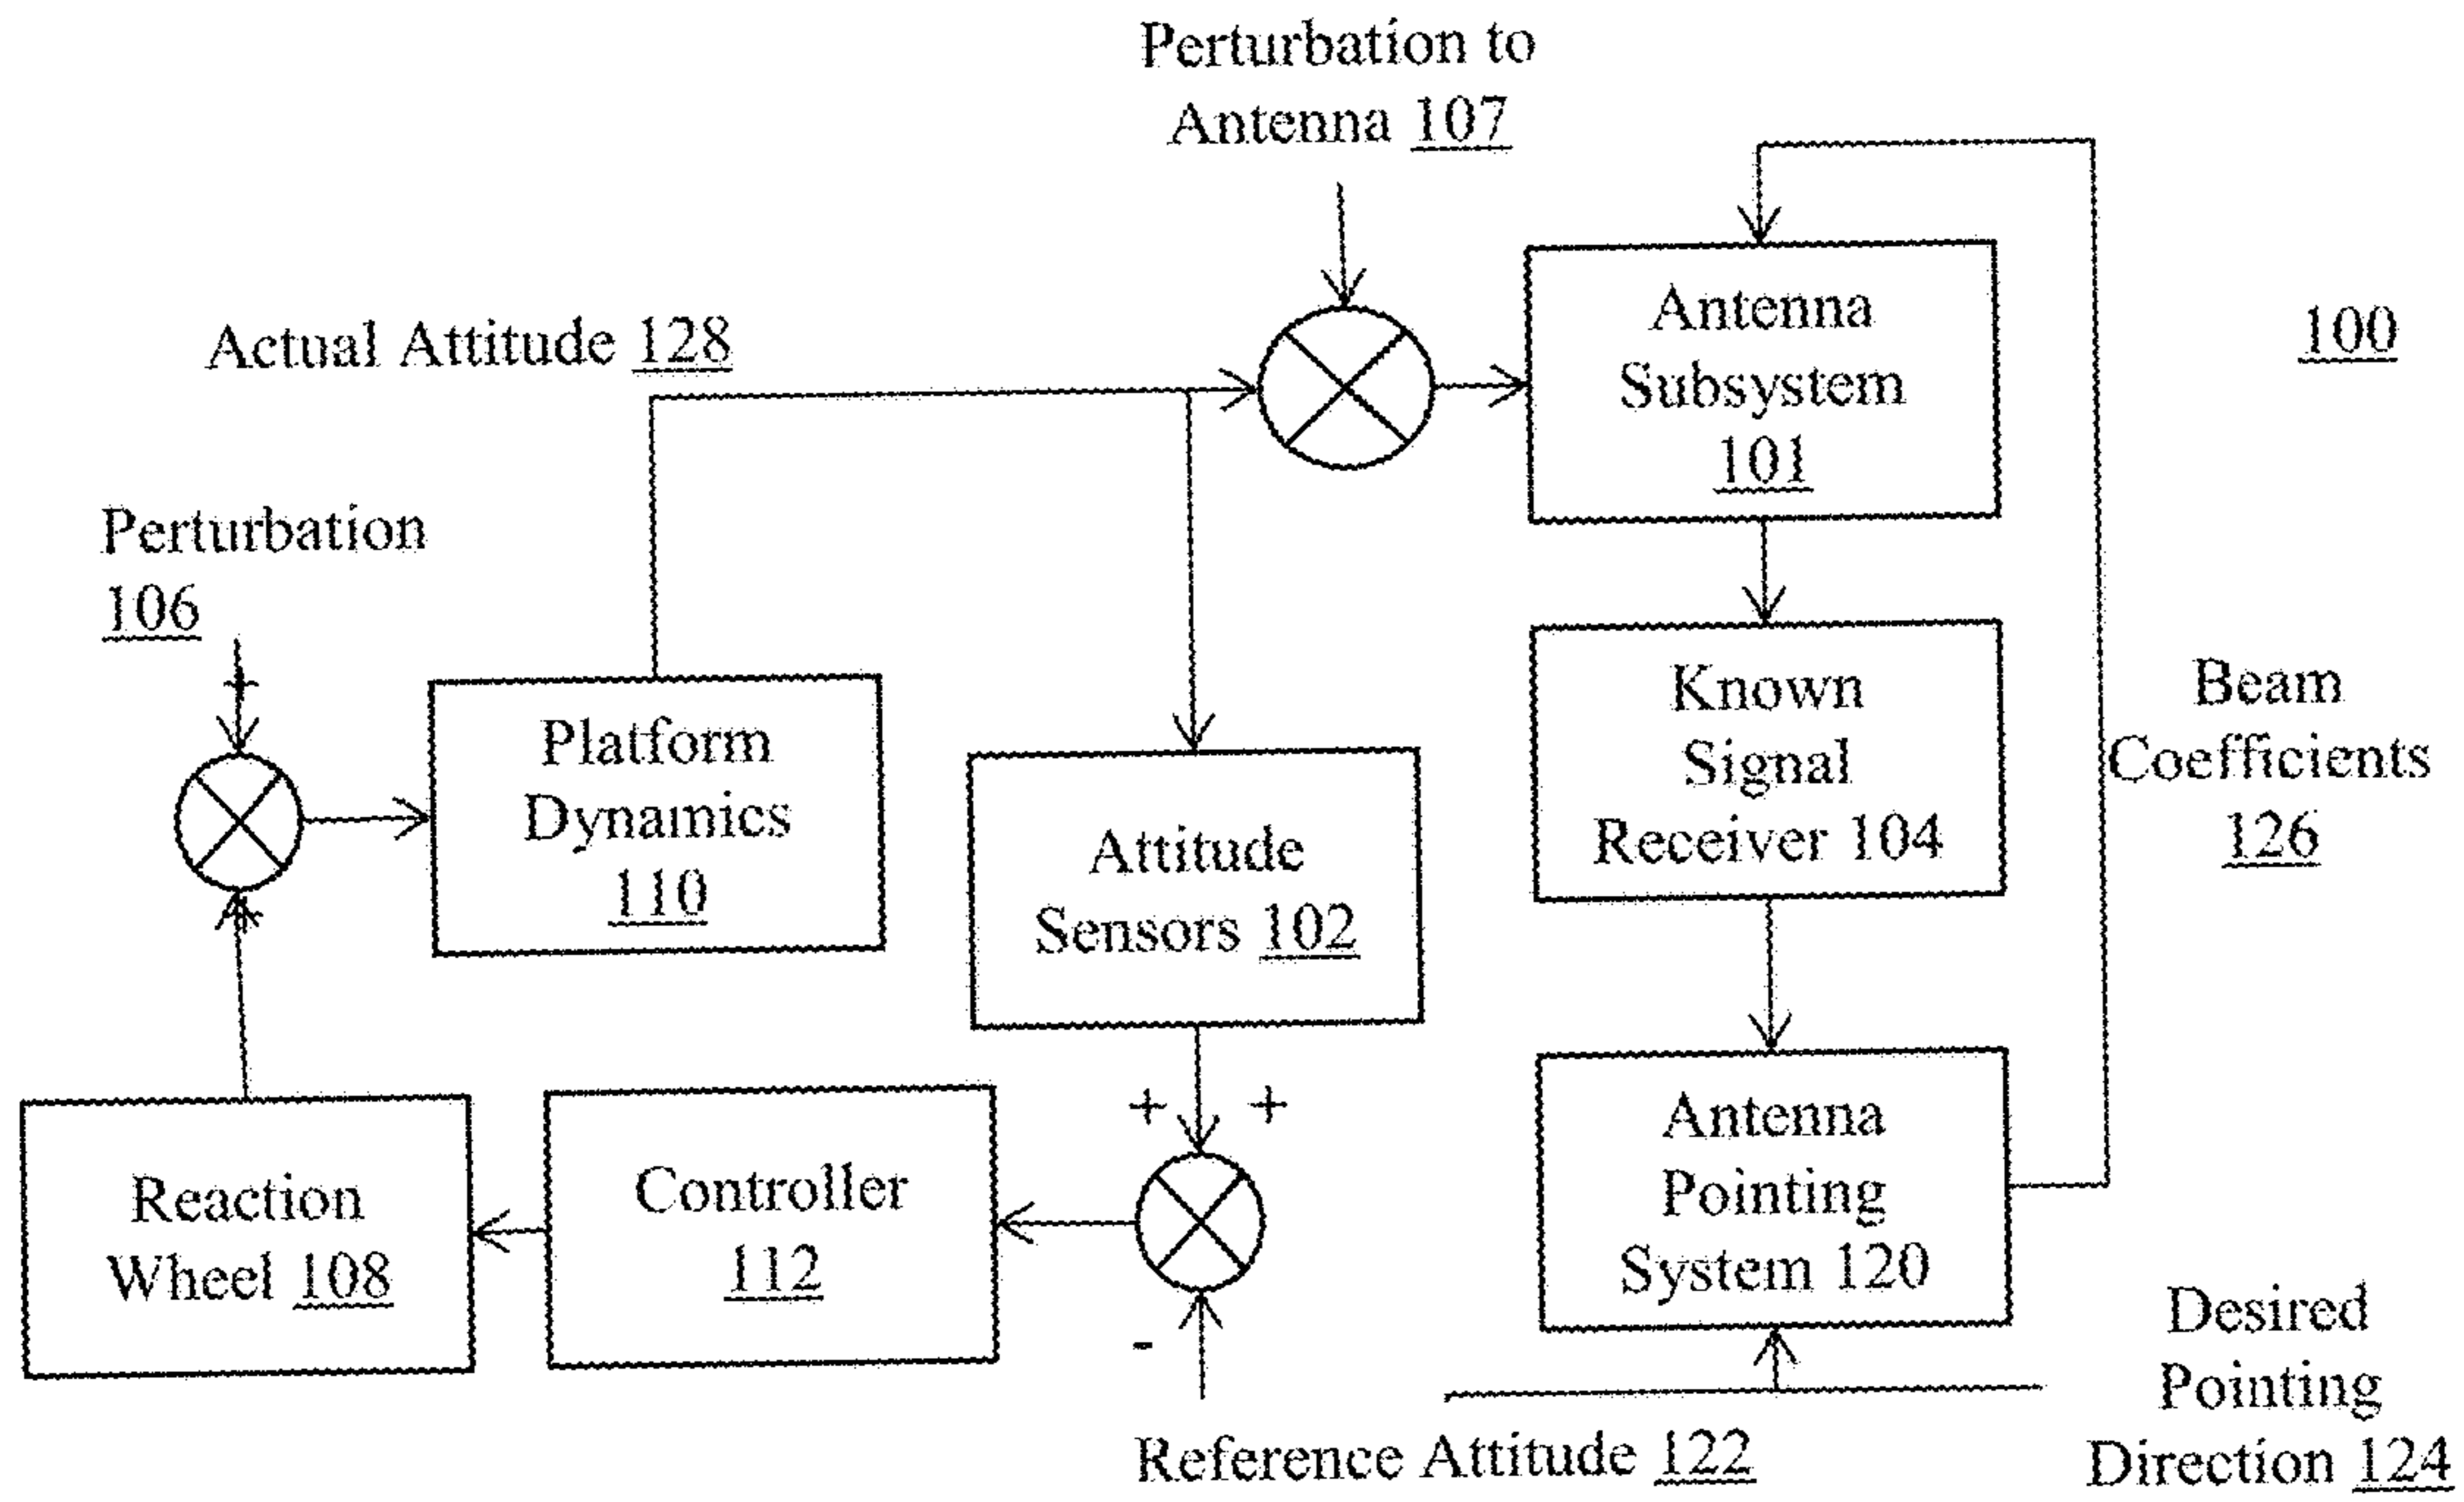 Perturbation to
Antenna 107
Actual Attitude 128
Antenna
Subsystem
101
100
Perturbation
106
+
Platform
Dynamics
110
Known
Signal
Receiver 104
Beam
Coefficients
126
Attitude
Sensors 102
+ +
Reaction
Wheel 108
Controller
112
-
Antenna
Pointing
System 120
Reference Attitude 122
Desired
Pointing
Direction 124